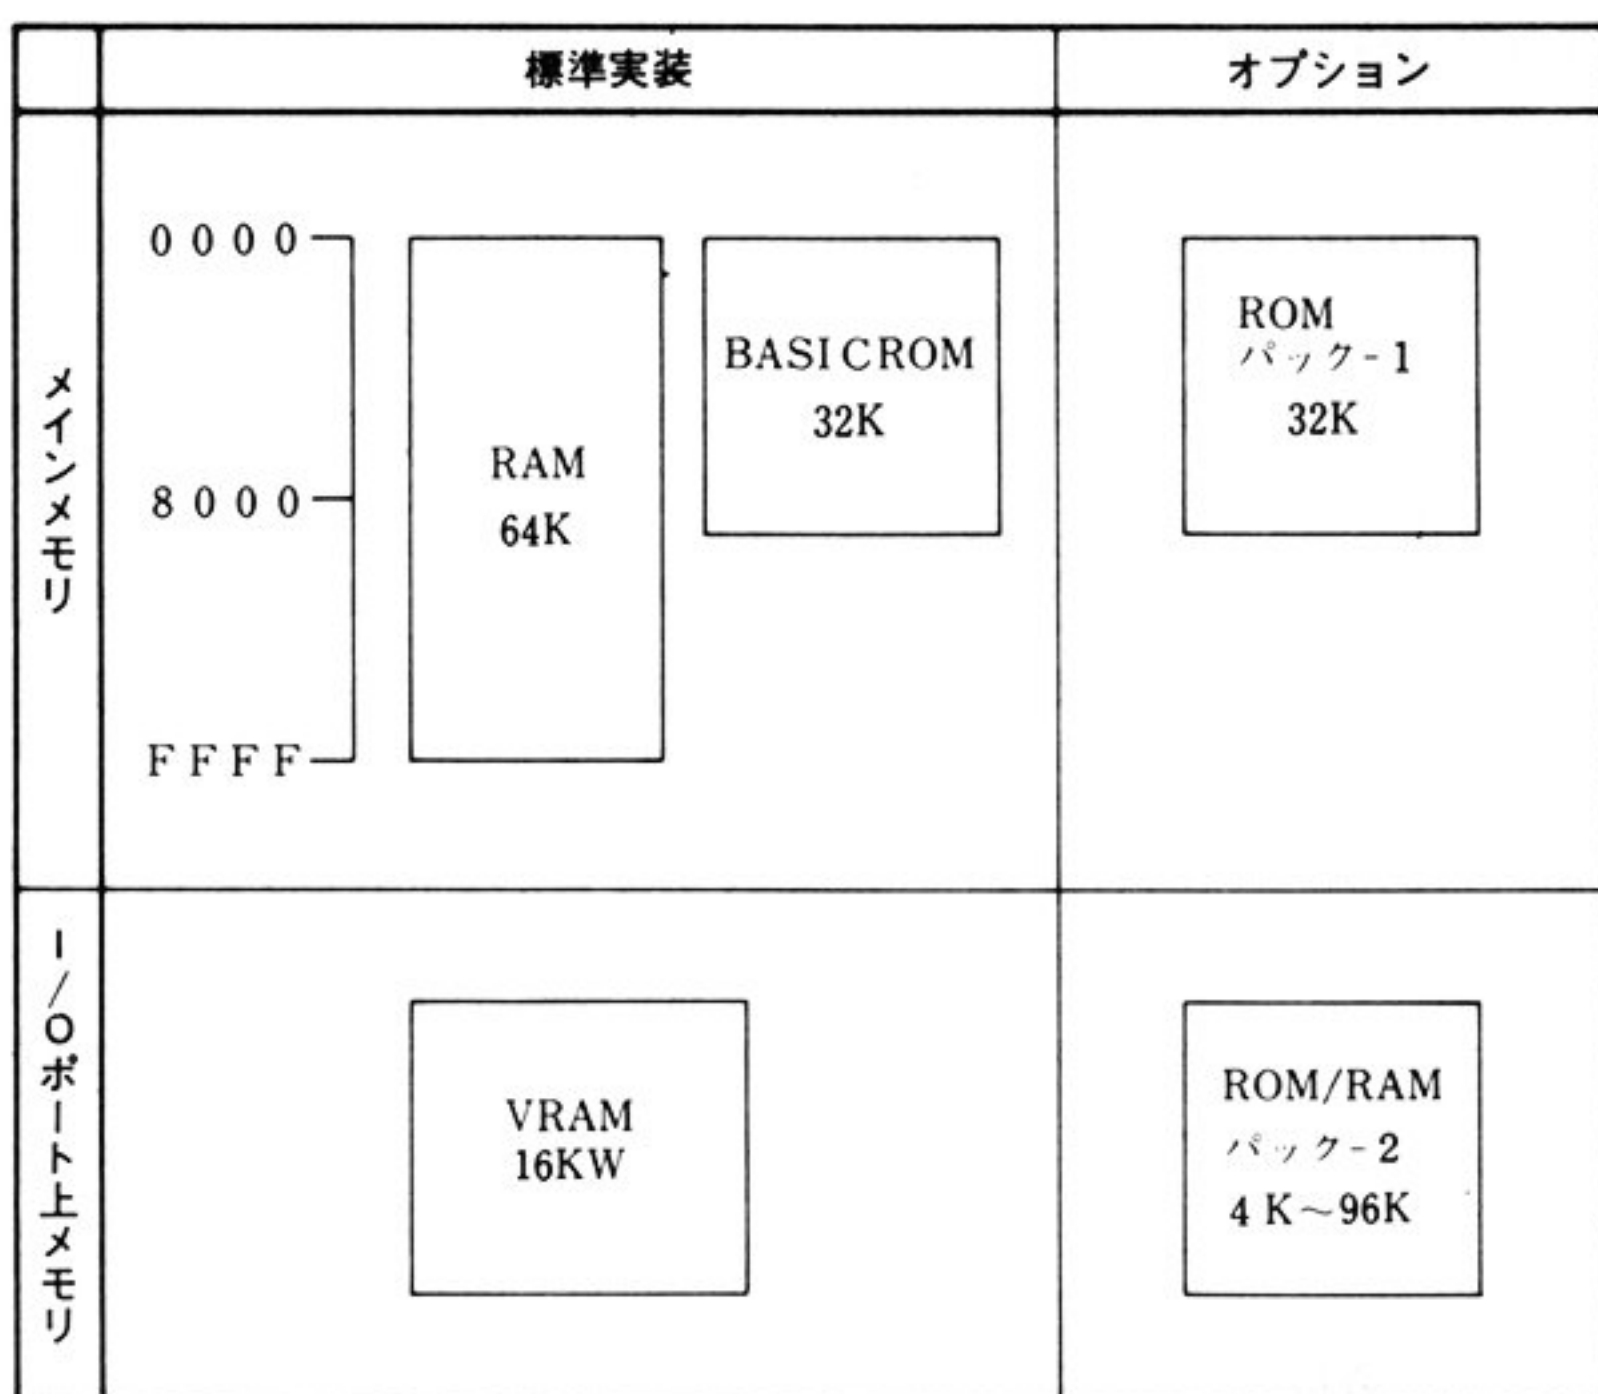 標準実装
オプション
メインメモリ
0000
8000
FFFF
RAM
64K
BASICROM
32K
ROM
パック-1
32K
I/Oポート上メモリ
VRAM
16KW
ROM/RAM
パック-2
4K～96K